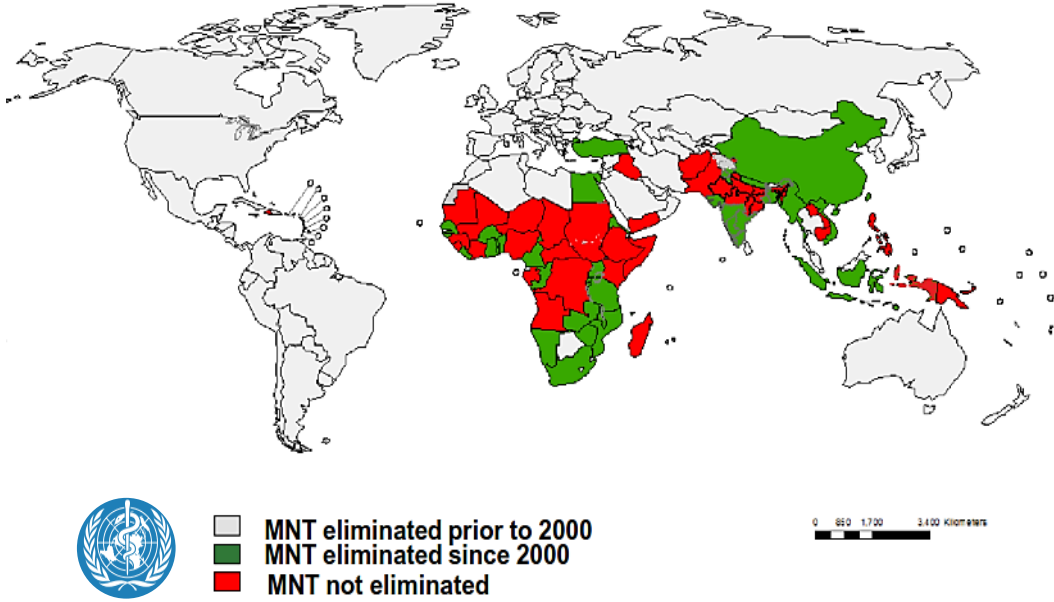 MNT eliminated prior to 2000
MNT eliminated since 2000
MNT not eliminated
0 850 1,700 3,400 Kilometers